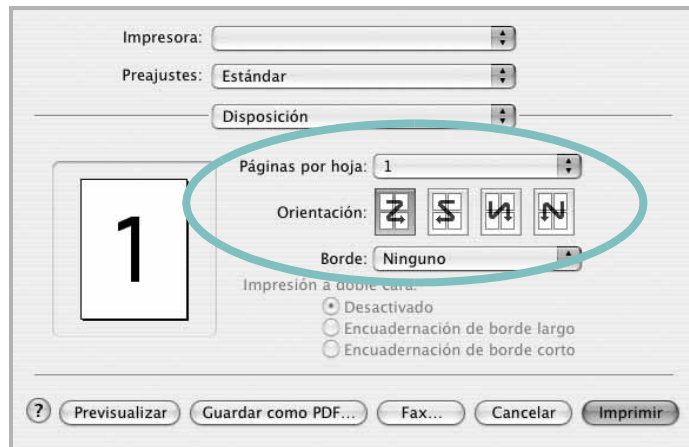 Impresora:
Preajustes: Estándar
Disposición
Páginas por hoja: 1
Orientación:
1
Borde: Ninguno
Impresión a doble cara:
Desactivado
Encuadernación de borde largo
Encuadernación de borde corto
? Previsualizar Guardar como PDF... Fax... Cancelar Imprimir